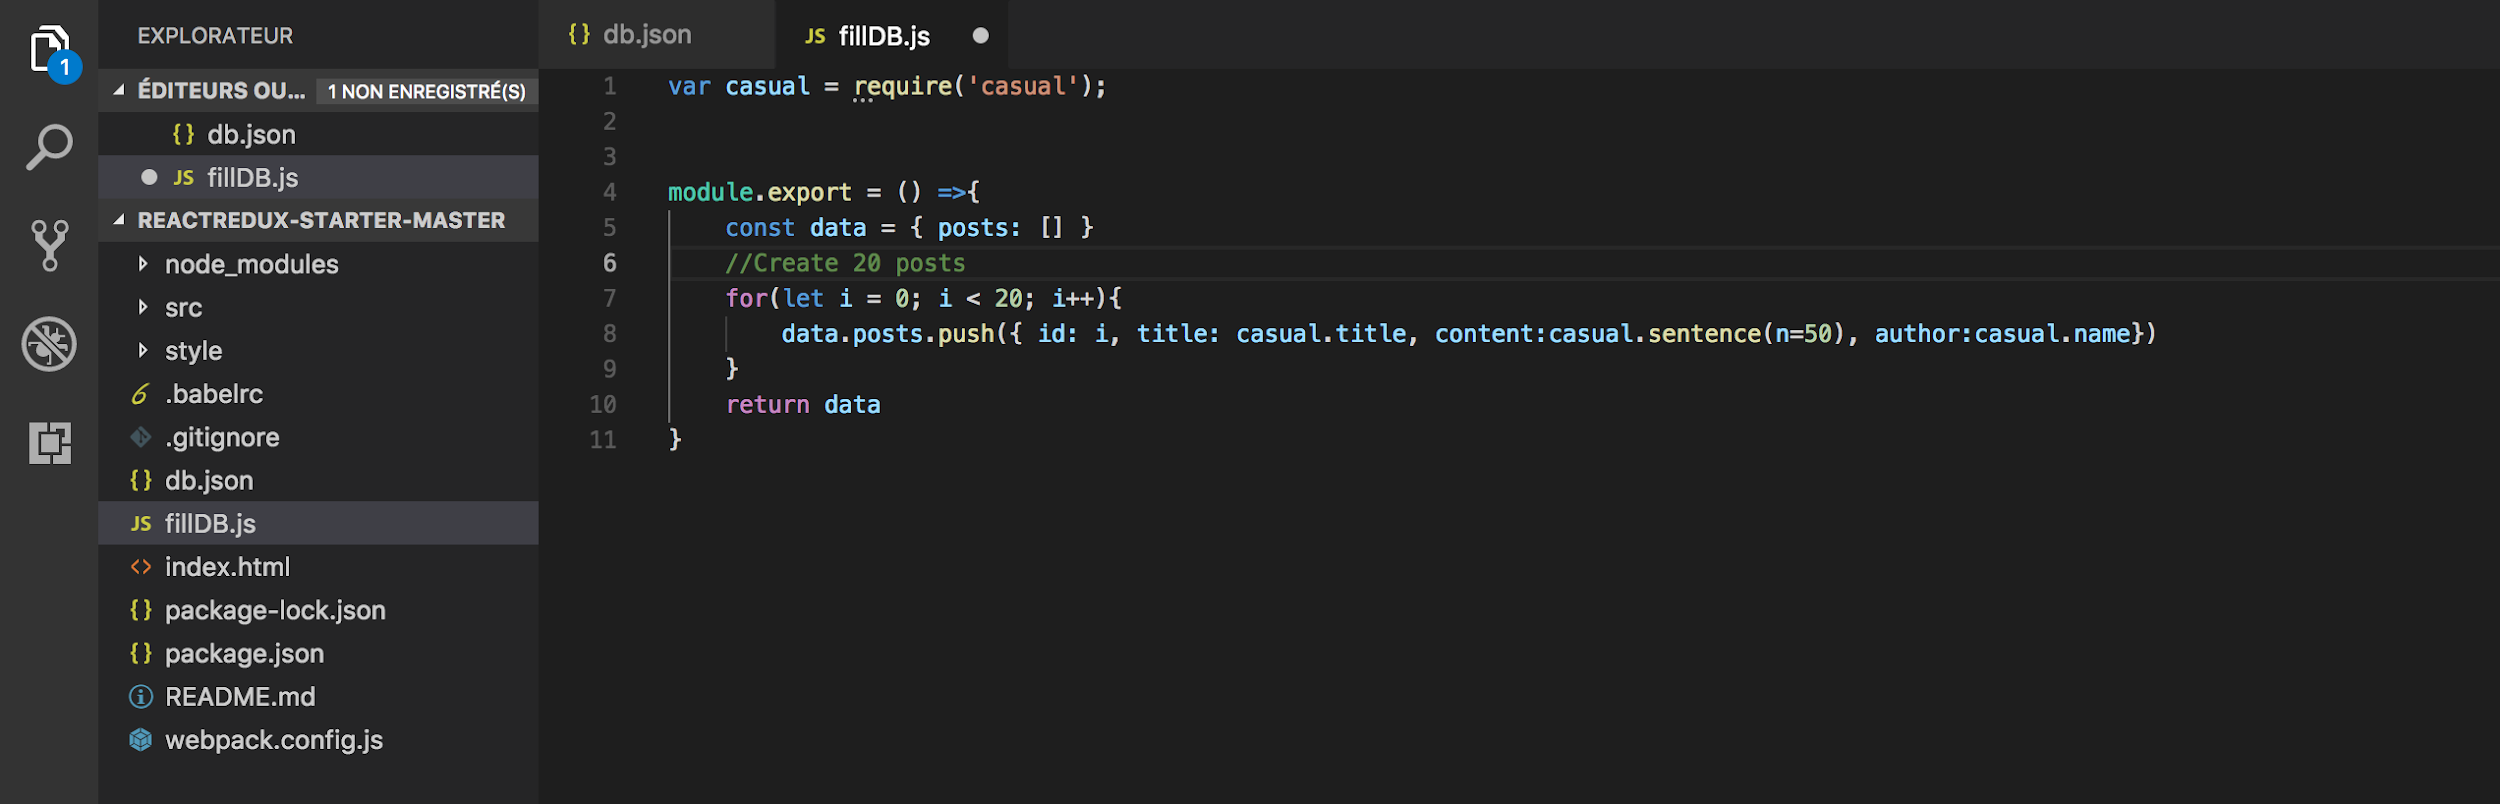 EXPLORATEUR
1
ÉDITEURS OU... 1 NON ENREGISTRÉ(S)
{} db.json
JS fillDB.js
REACTREDUX-STARTER-MASTER
node_modules
src
style
.babelrc
.gitignore
{} db.json
JS fillDB.js
<> index.html
{} package-lock.json
{} package.json
README.md
webpack.config.js
{} db.json JS fillDB.js
1 var casual = require('casual');
2
3
4 module.export = () =>{
5 const data = { posts: [] }
6 //Create 20 posts
7 for(let i = 0; i < 20; i++){
8 data.posts.push({ id: i, title: casual.title, content:casual.sentence(n=50), author:casual.name})
9 }
10 return data
11 }